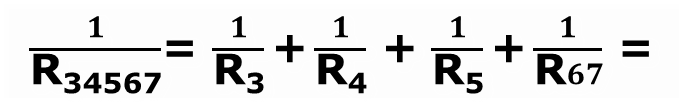 1/R₃₄₅₆₇ = 1/R₃ + 1/R₄ + 1/R₅ + 1/R₆₇ =